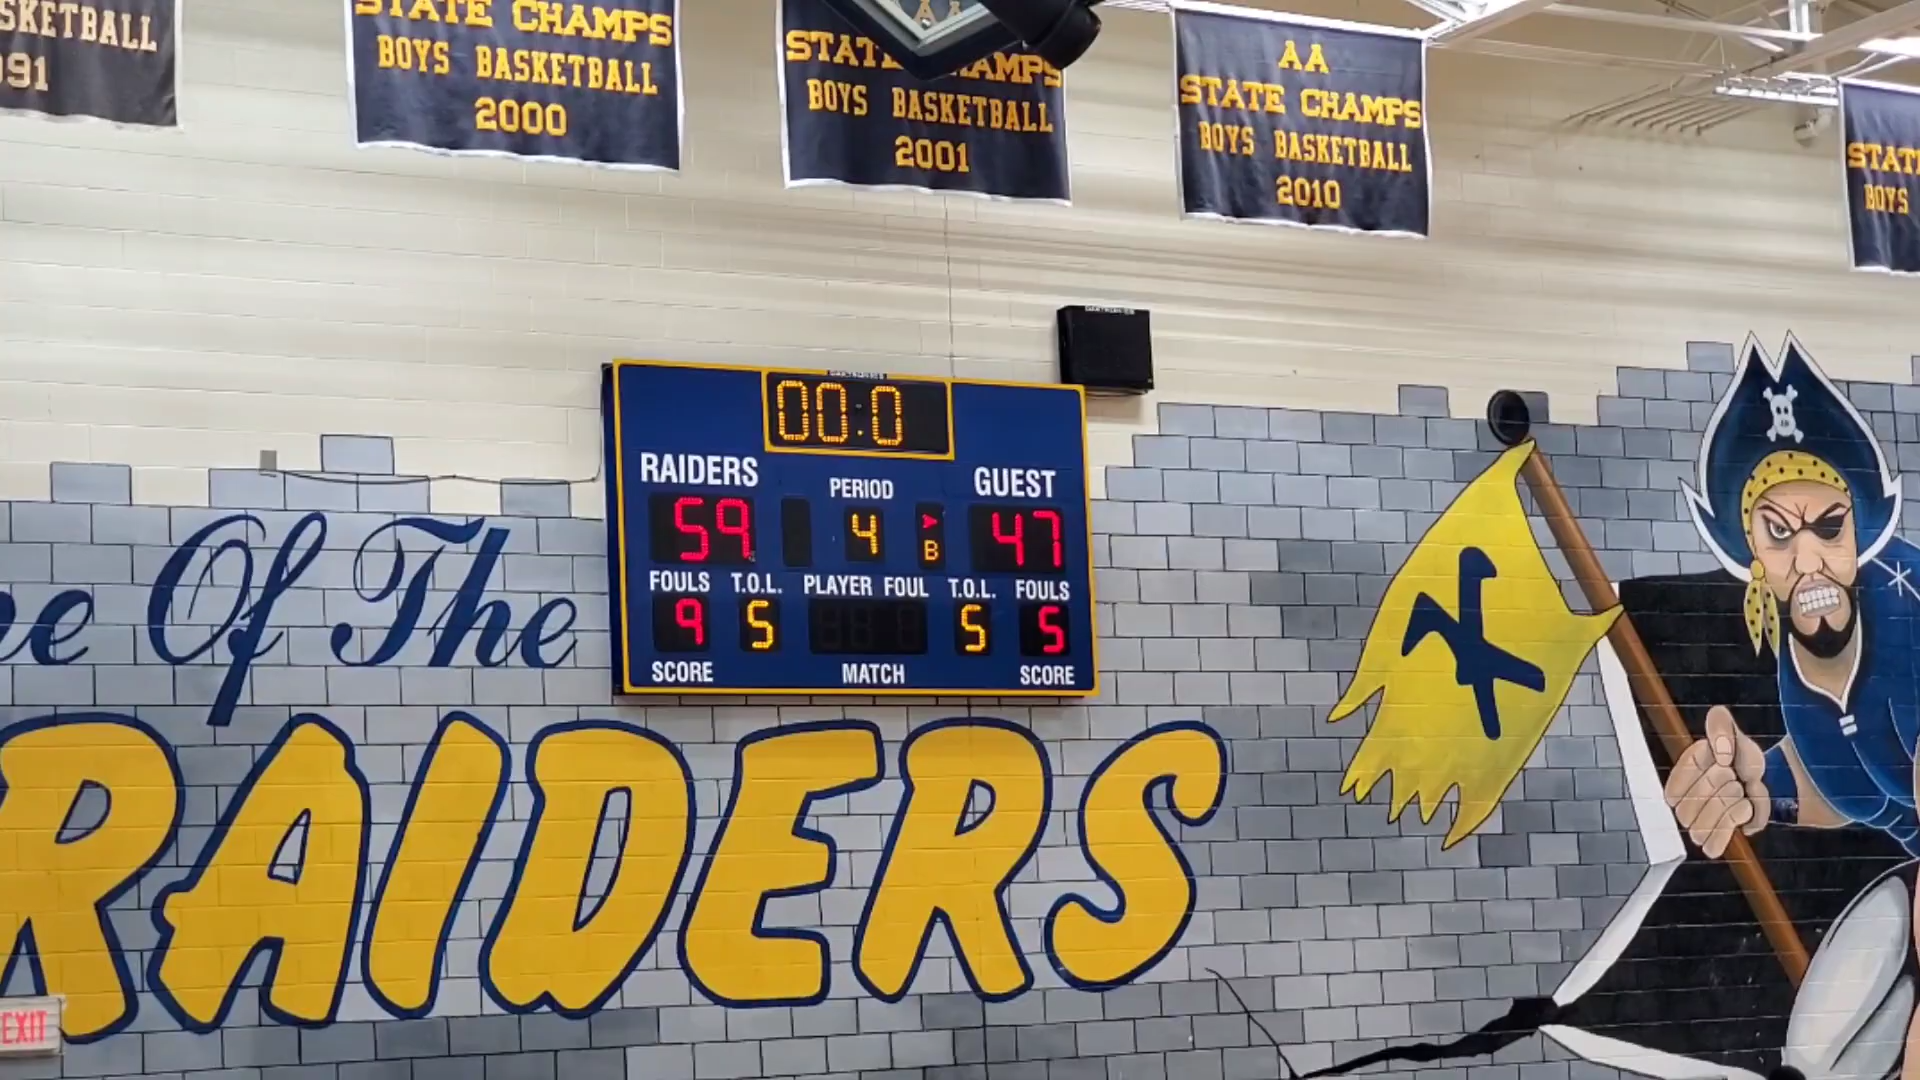 SKETBALL
991
STATE CHAMPS
BOYS BASKETBALL
2000
STATE CHAMPS
BOYS BASKETBALL
2001
AA
STATE CHAMPS
BOYS BASKETBALL
2010
STAT
BOYS
00:0
RAIDERS PERIOD GUEST
59 4 B 47
FOULS T.O.L. PLAYER FOUL T.O.L. FOULS
9 5 5 5
SCORE MATCH SCORE
Of The
RAIDERS
EXIT